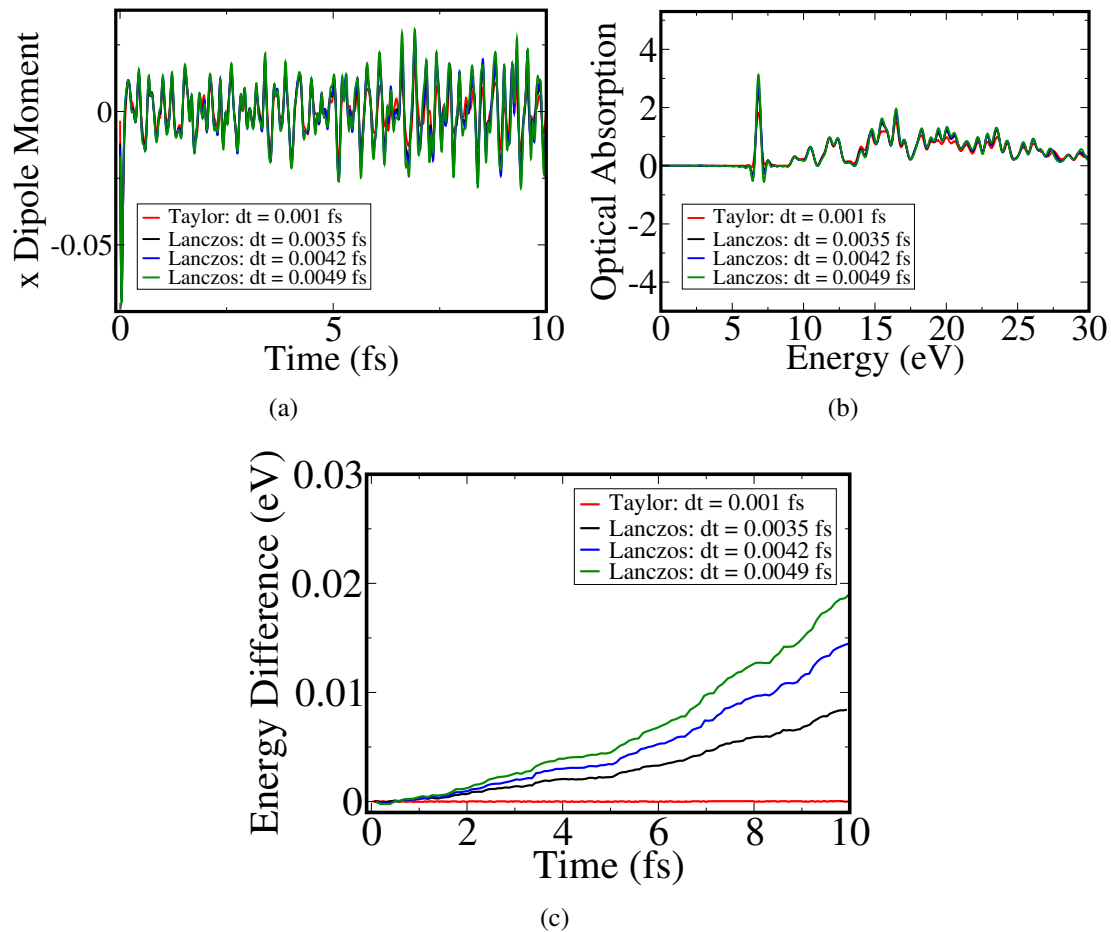 x Dipole Moment
0
-0.05
Taylor: dt = 0.001 fs
Lanczos: dt = 0.0035 fs
Lanczos: dt = 0.0042 fs
Lanczos: dt = 0.0049 fs
0 5 10
Time (fs)
(a)
Optical Absorption
4
2
0
-2
-4
Taylor: dt = 0.001 fs
Lanczos: dt = 0.0035 fs
Lanczos: dt = 0.0042 fs
Lanczos: dt = 0.0049 fs
0 5 10 15 20 25 30
Energy (eV)
(b)
Energy Difference (eV)
0.03
0.02
0.01
0
Taylor: dt = 0.001 fs
Lanczos: dt = 0.0035 fs
Lanczos: dt = 0.0042 fs
Lanczos: dt = 0.0049 fs
0 2 4 6 8 10
Time (fs)
(c)